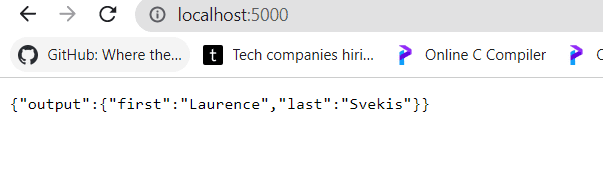 localhost:5000
GitHub: Where the... t Tech companies hiri... Online C Compiler
{"output":{"first":"Laurence","last":"Svekis"}}